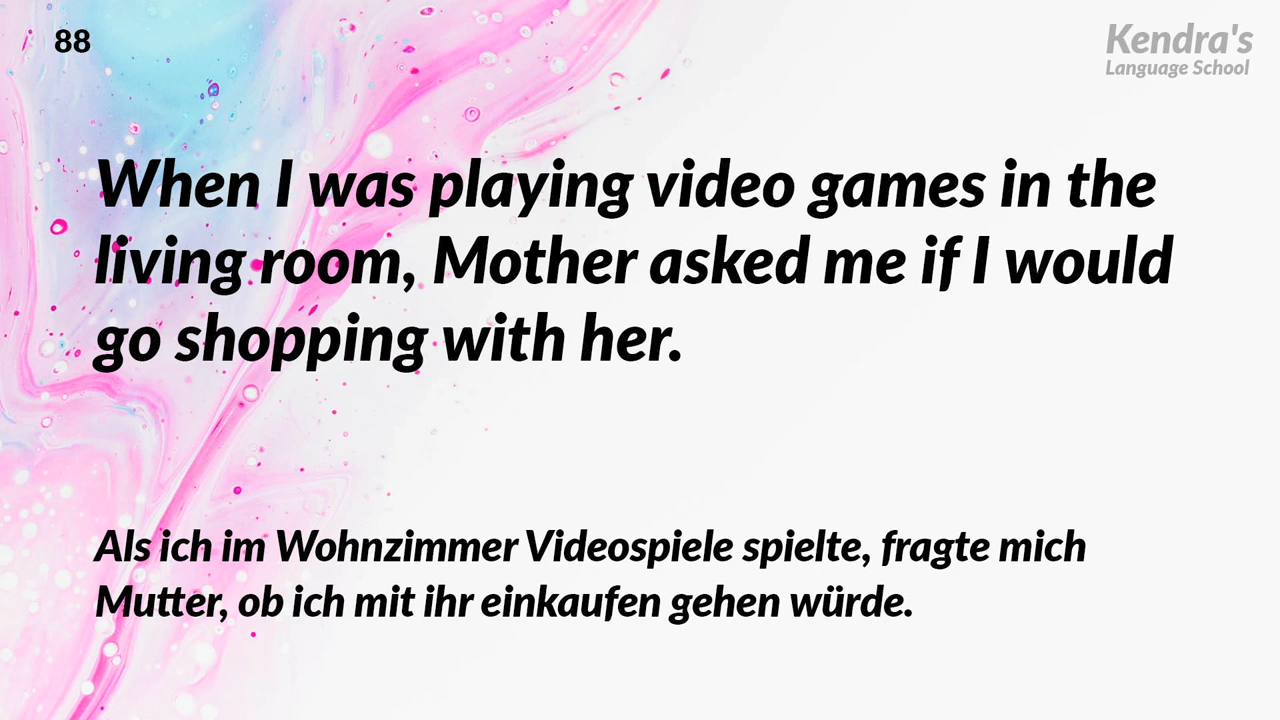 88
Kendra's
Language School
When I was playing video games in the
living room, Mother asked me if I would
go shopping with her.
Als ich im Wohnzimmer Videospiele spielte, fragte mich
Mutter, ob ich mit ihr einkaufen gehen würde.